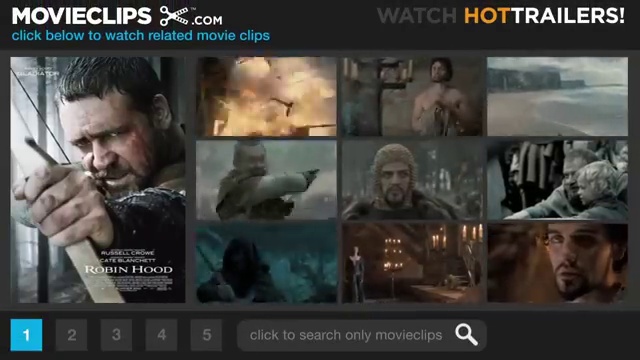 MOVIECLIPS .COM
WATCH HOTTRAILERS!
click below to watch related movie clips
GLADIATOR
RUSSELL CROWE
CATE BLANCHETT
ROBIN HOOD
1 2 3 4 5
click to search only movieclips